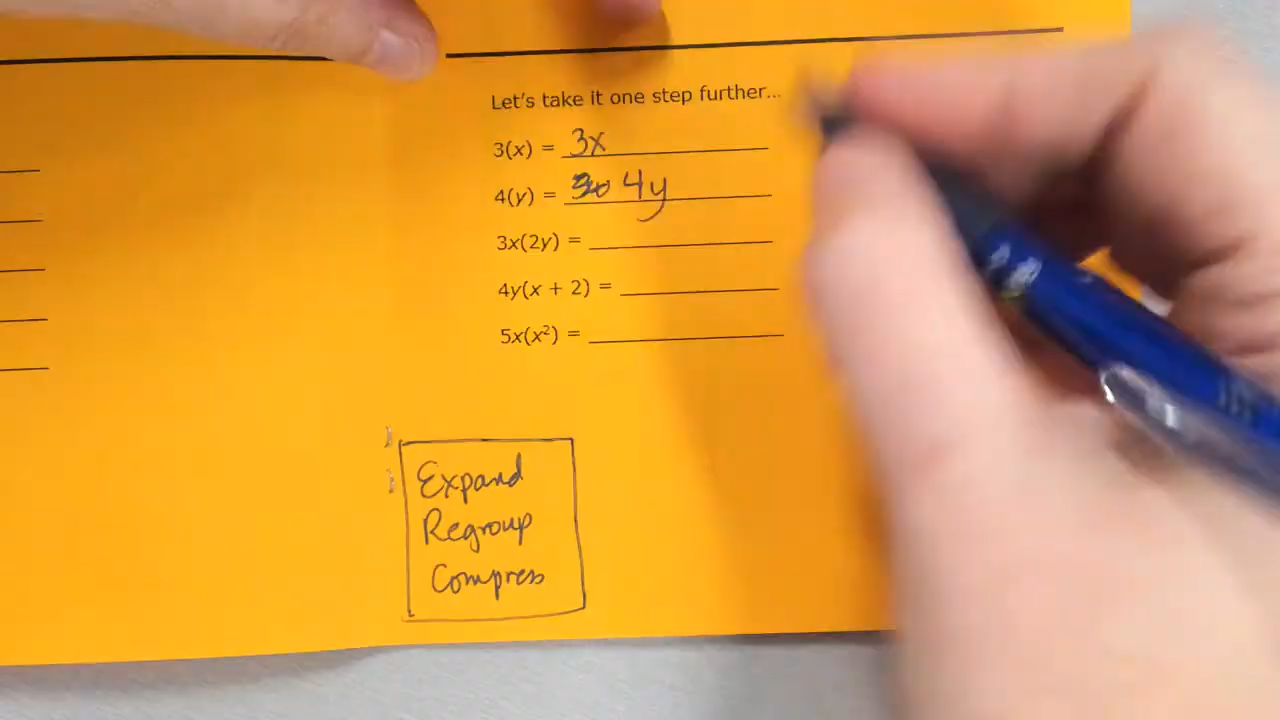 Let's take it one step further...
3(x) = 3x
4(y) = 4y
3x(2y) =
4y(x + 2) =
5x(x²) =
Expand
Regroup
Compress